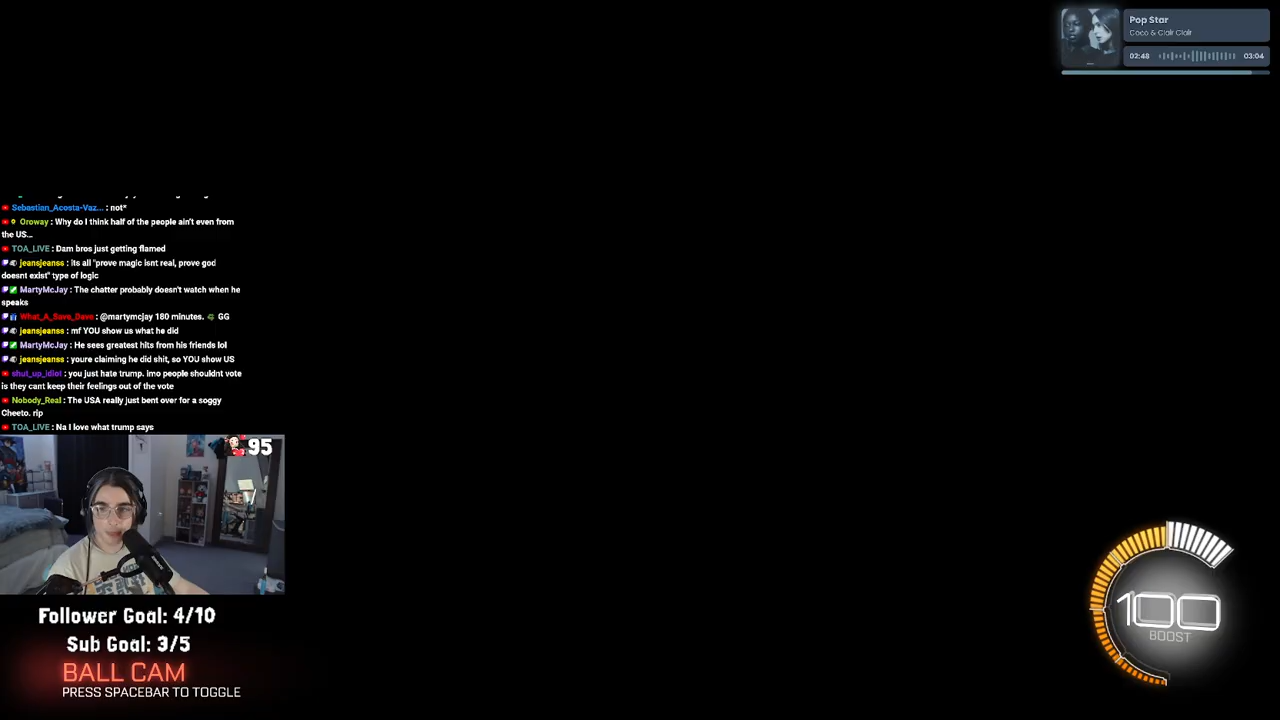 Pop Star
Coco & Clair Clair
02:48
03:04
Sebastian_Acosta-Vaz... : not*
Oroway : Why do I think half of the people ain't even from
the US...
TOA_LIVE : Dam bros just getting flamed
jeansjeanss : its all "prove magic isnt real, prove god
doesnt exist" type of logic
MartyMcJay : The chatter probably doesn't watch when he
speaks
What_A_Save_Dave : @martymcjay 180 minutes. GG
jeansjeanss : mf YOU show us what he did
MartyMcJay : He sees greatest hits from his friends lol
jeansjeanss : youre claiming he did shit, so YOU show US
shut_up_idiot : you just hate trump. imo people shouldnt vote
is they cant keep their feelings out of the vote
Nobody_Real : The USA really just bent over for a soggy
Cheeto. rip
TOA_LIVE : Na I love what trump says
95
Follower Goal: 4/10
Sub Goal: 3/5
BALL CAM
PRESS SPACEBAR TO TOGGLE
100
BOOST